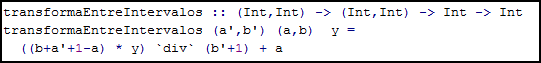 transformaEntreIntervalos :: (Int,Int) -> (Int,Int) -> Int -> Int
transformaEntreIntervalos (a',b') (a,b)  y =
  ((b+a'+1-a) * y) `div` (b'+1) + a